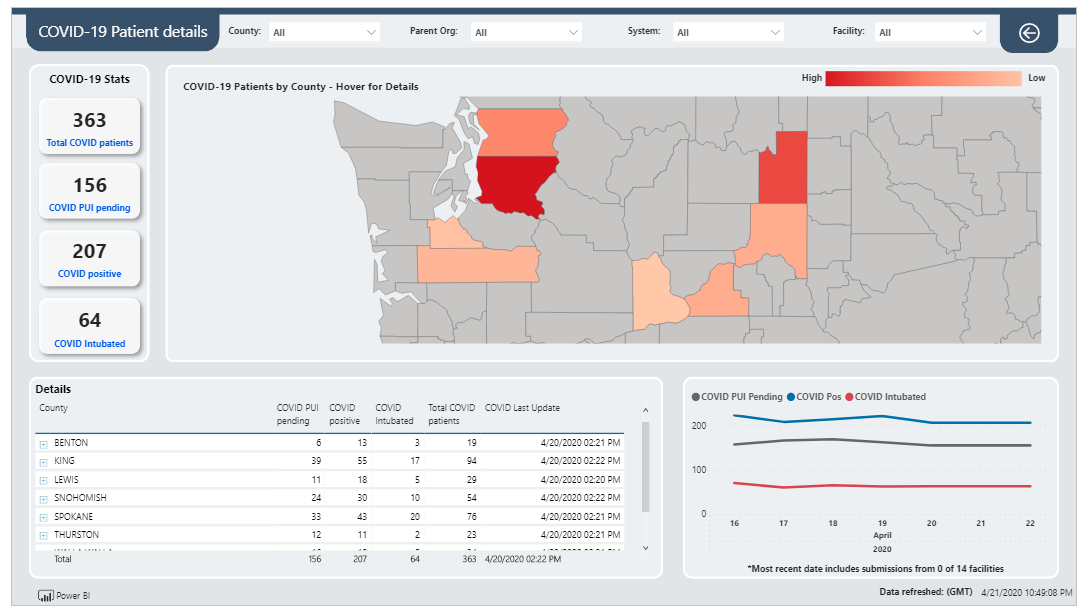 COVID-19 Patient details
County: All
Parent Org: All
System: All
Facility: All
COVID-19 Stats
363
Total COVID patients
156
COVID PUI pending
207
COVID positive
64
COVID Intubated
COVID-19 Patients by County - Hover for Details
High Low
Details
County COVID PUI pending COVID positive COVID Intubated Total COVID patients COVID Last Update
BENTON 6 13 3 19 4/20/2020 02:21 PM
KING 39 55 17 94 4/20/2020 02:22 PM
LEWIS 11 18 5 29 4/20/2020 02:20 PM
SNOHOMISH 24 30 10 54 4/20/2020 02:22 PM
SPOKANE 33 43 20 76 4/20/2020 02:21 PM
THURSTON 12 11 2 23 4/20/2020 02:21 PM
Total 156 207 64 363 4/20/2020 02:22 PM
COVID PUI Pending COVID Pos COVID Intubated
200
100
0
16 17 18 19 20 21 22
April
2020
*Most recent date includes submissions from 0 of 14 facilities
Power BI
Data refreshed: (GMT) 4/21/2020 10:49:08 PM